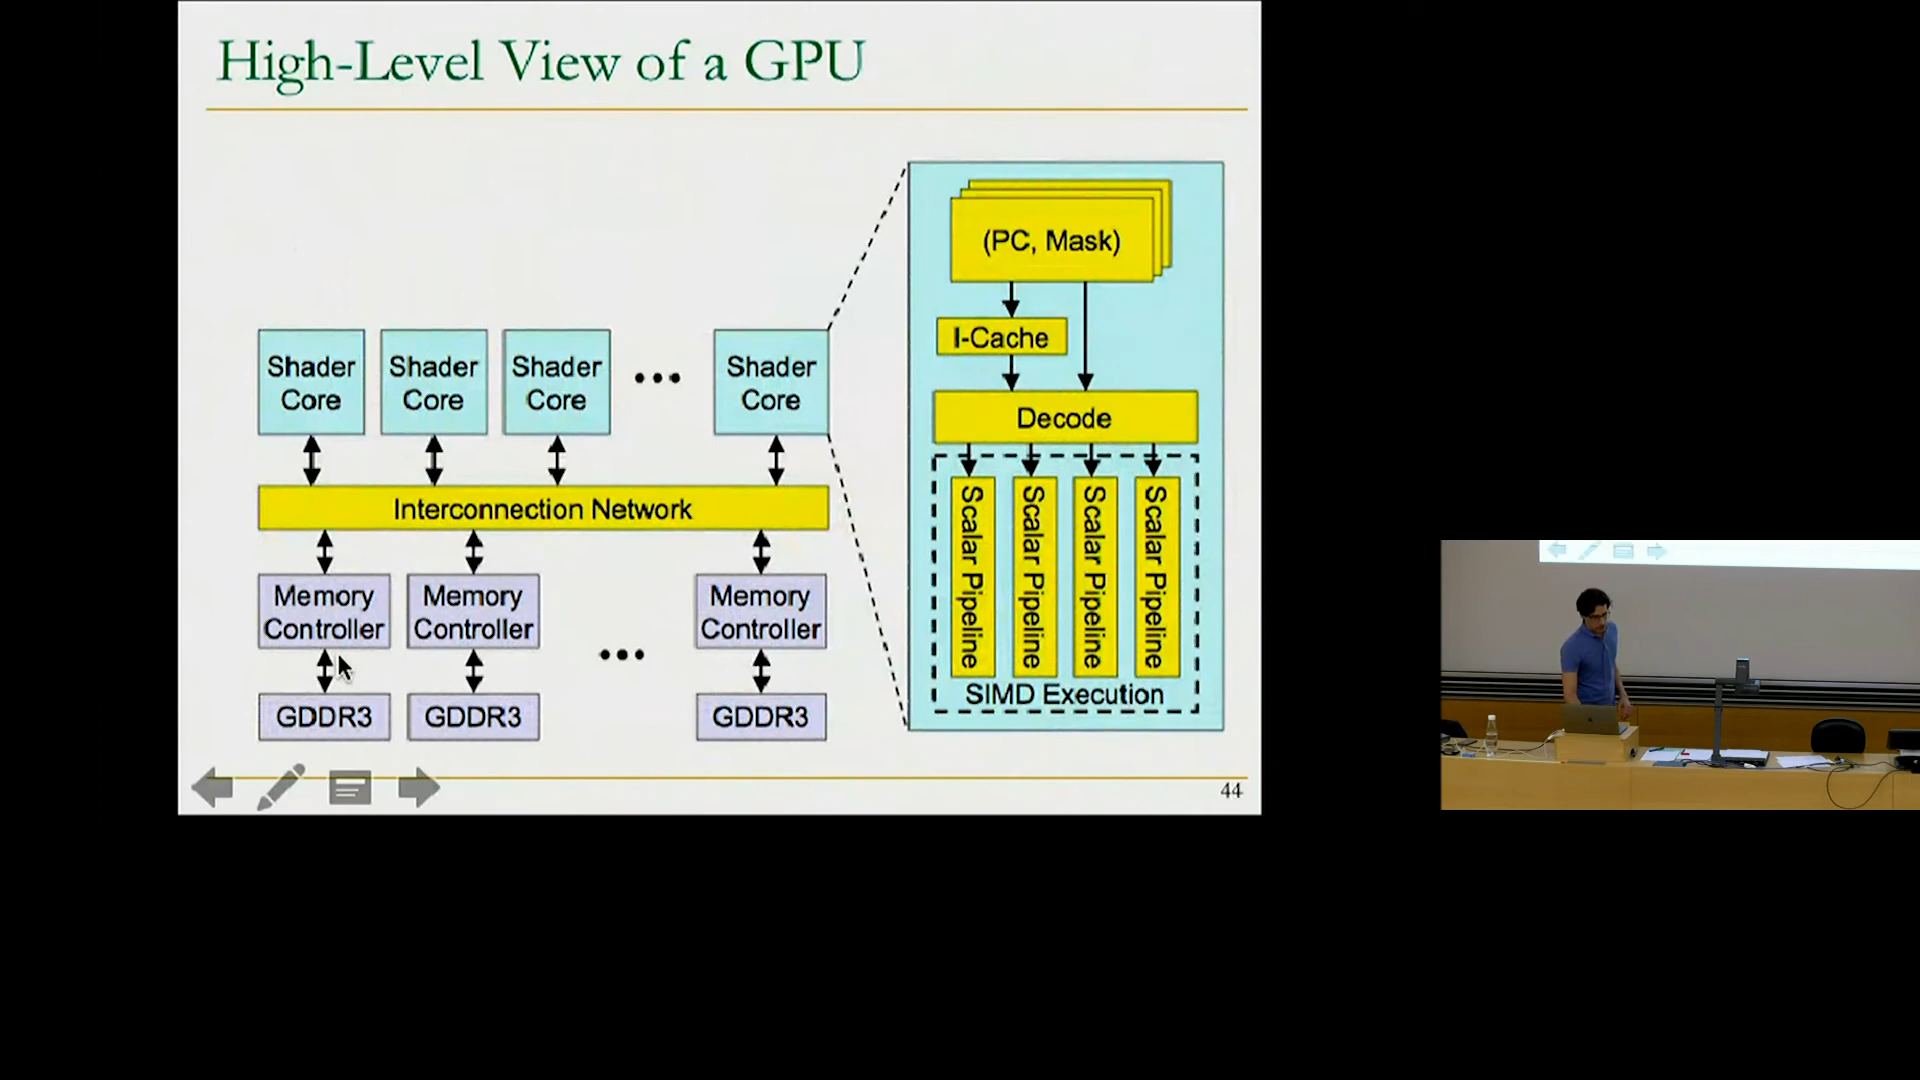 High-Level View of a GPU
Shader Core
Shader Core
Shader Core
•••
Shader Core
Interconnection Network
Memory Controller
Memory Controller
•••
Memory Controller
GDDR3
GDDR3
GDDR3
(PC, Mask)
I-Cache
Decode
Scalar Pipeline
Scalar Pipeline
Scalar Pipeline
Scalar Pipeline
SIMD Execution
44